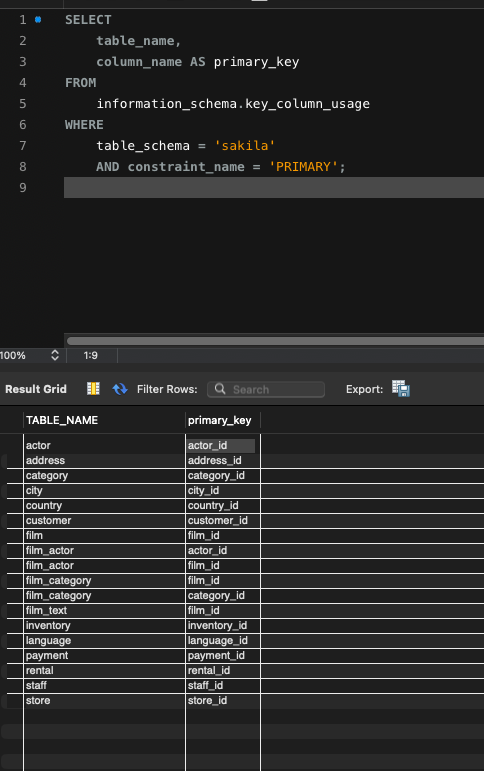 1 SELECT
2 table_name,
3 column_name AS primary_key
4 FROM
5 information_schema.key_column_usage
6 WHERE
7 table_schema = 'sakila'
8 AND constraint_name = 'PRIMARY';
9
100% 1:9
Result Grid Filter Rows: Search Export:
TABLE_NAME primary_key
actor actor_id
address address_id
category category_id
city city_id
country country_id
customer customer_id
film film_id
film_actor actor_id
film_actor film_id
film_category film_id
film_category category_id
film_text film_id
inventory inventory_id
language language_id
payment payment_id
rental rental_id
staff staff_id
store store_id